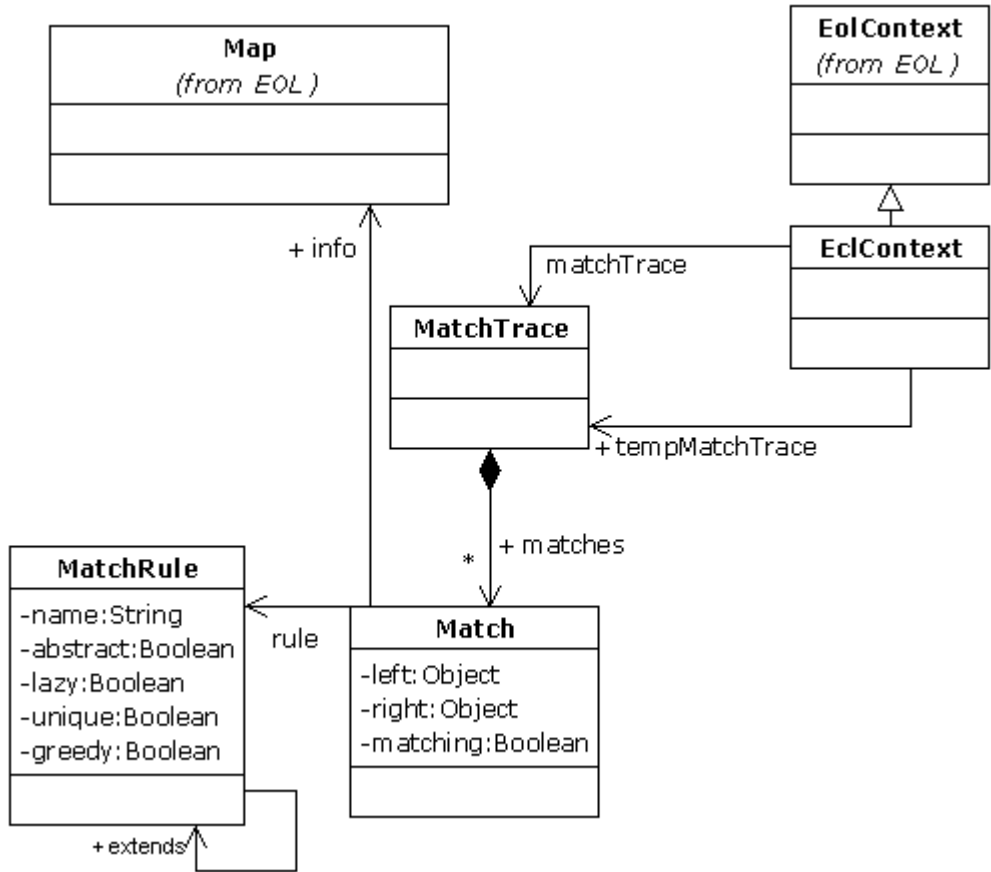 Map
(from EOL)
EolContext
(from EOL)
+ info
EclContext
matchTrace
MatchTrace
+ tempMatchTrace
+ matches
*
MatchRule
-name:String
-abstract:Boolean
-lazy:Boolean
-unique:Boolean
-greedy:Boolean
rule
Match
-left:Object
-right:Object
-matching:Boolean
+ extends